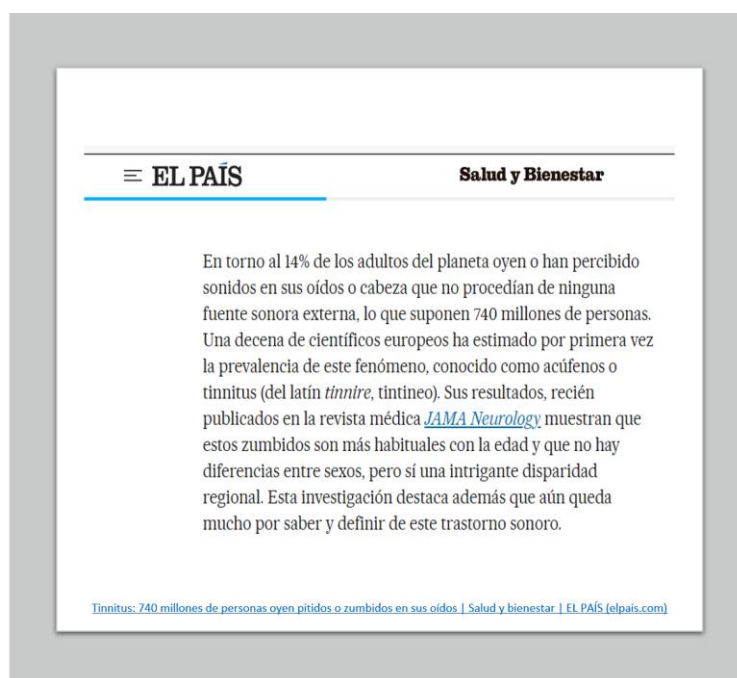 EL PAÍS
Salud y Bienestar
En torno al 14% de los adultos del planeta oyen o han percibido
sonidos en sus oídos o cabeza que no procedían de ninguna
fuente sonora externa, lo que suponen 740 millones de personas.
Una decena de científicos europeos ha estimado por primera vez
la prevalencia de este fenómeno, conocido como acúfenos o
tinnitus (del latín tinnire, tintineo). Sus resultados, recién
publicados en la revista médica JAMA Neurology muestran que
estos zumbidos son más habituales con la edad y que no hay
diferencias entre sexos, pero sí una intrigante disparidad
regional. Esta investigación destaca además que aún queda
mucho por saber y definir de este trastorno sonoro.
Tinnitus: 740 millones de personas oyen pitidos o zumbidos en sus oídos | Salud y bienestar | EL PAÍS (elpais.com)